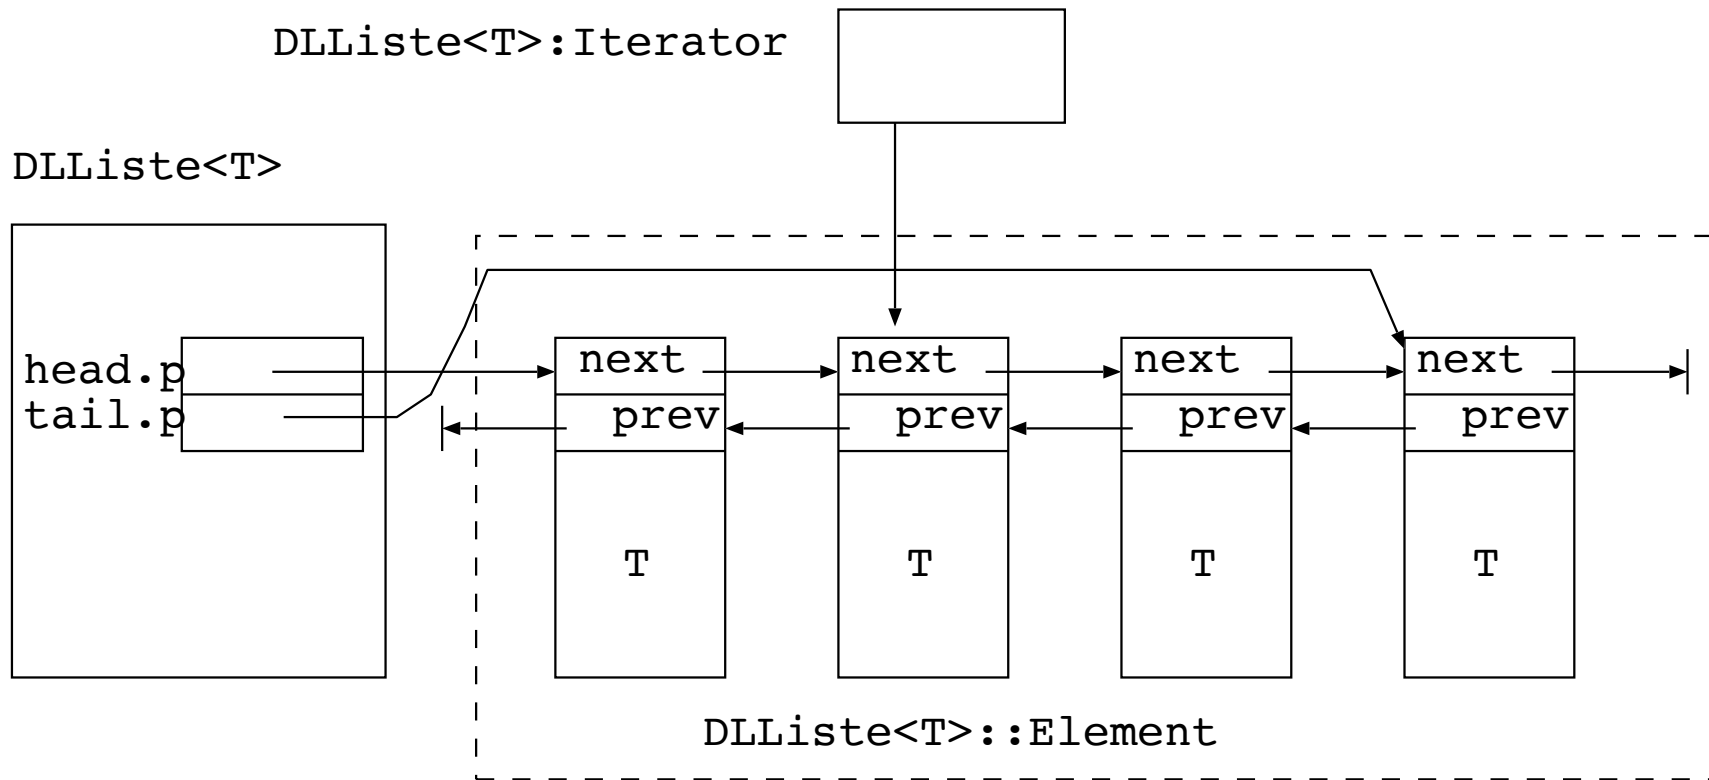 DLListe<T>:Iterator
DLListe<T>
head.p
tail.p
next next next next
prev prev prev prev
T T T T
DLListe<T>::Element